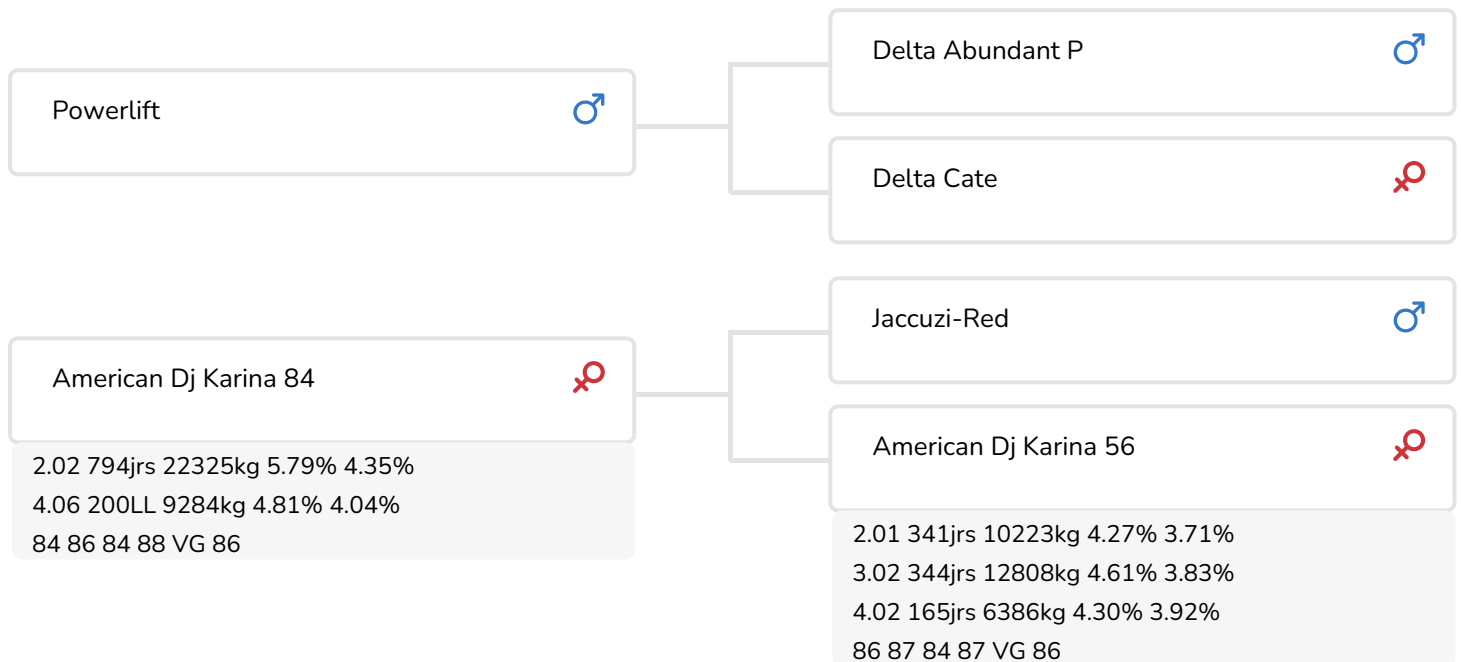 Powerlift
Delta Abundant P
Delta Cate
American Dj Karina 84
2.02 794jrs 22325kg 5.79% 4.35%
4.06 200LL 9284kg 4.81% 4.04%
84 86 84 88 VG 86
Jaccuzi-Red
American Dj Karina 56
2.01 341jrs 10223kg 4.27% 3.71%
3.02 344jrs 12808kg 4.61% 3.83%
4.02 165jrs 6386kg 4.30% 3.92%
86 87 84 87 VG 86